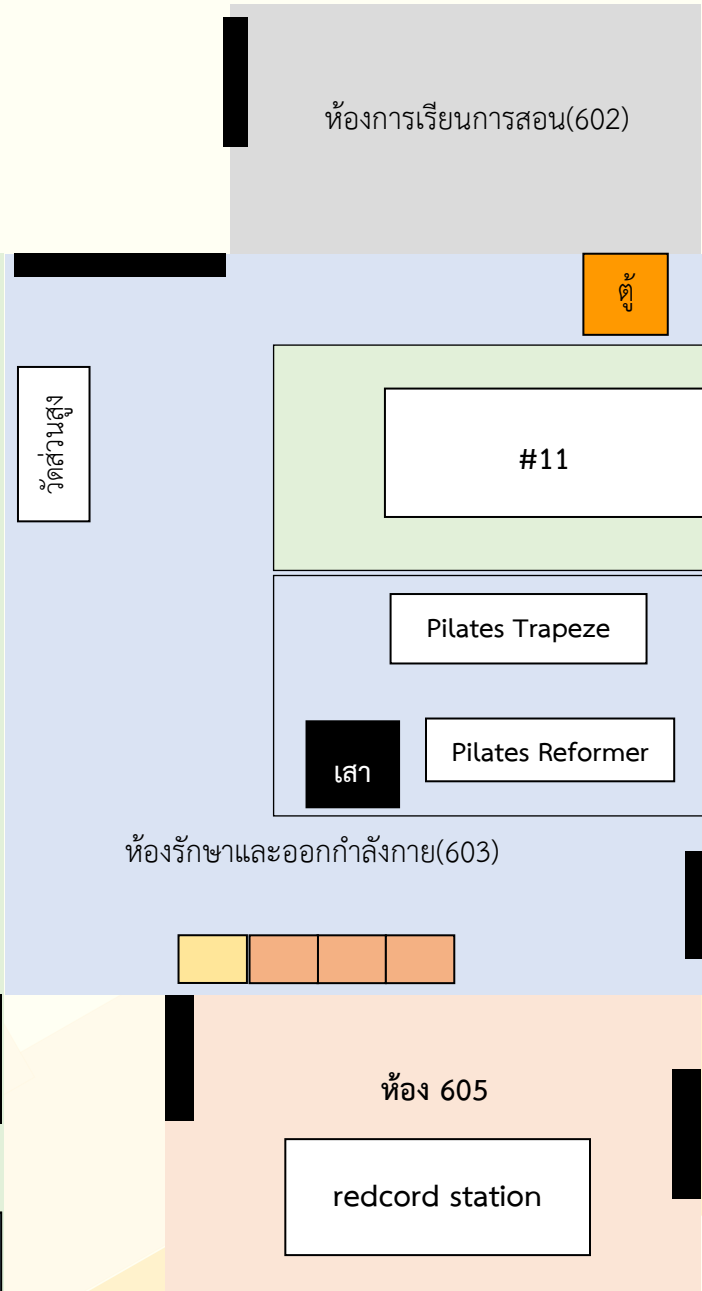 ห้องการเรียนการสอน(602)
ตู้
วัดส่วนสูง
#11
Pilates Trapeze
Pilates Reformer
เสา
ห้องรักษาและออกกำลังกาย(603)
ห้อง 605
redcord station